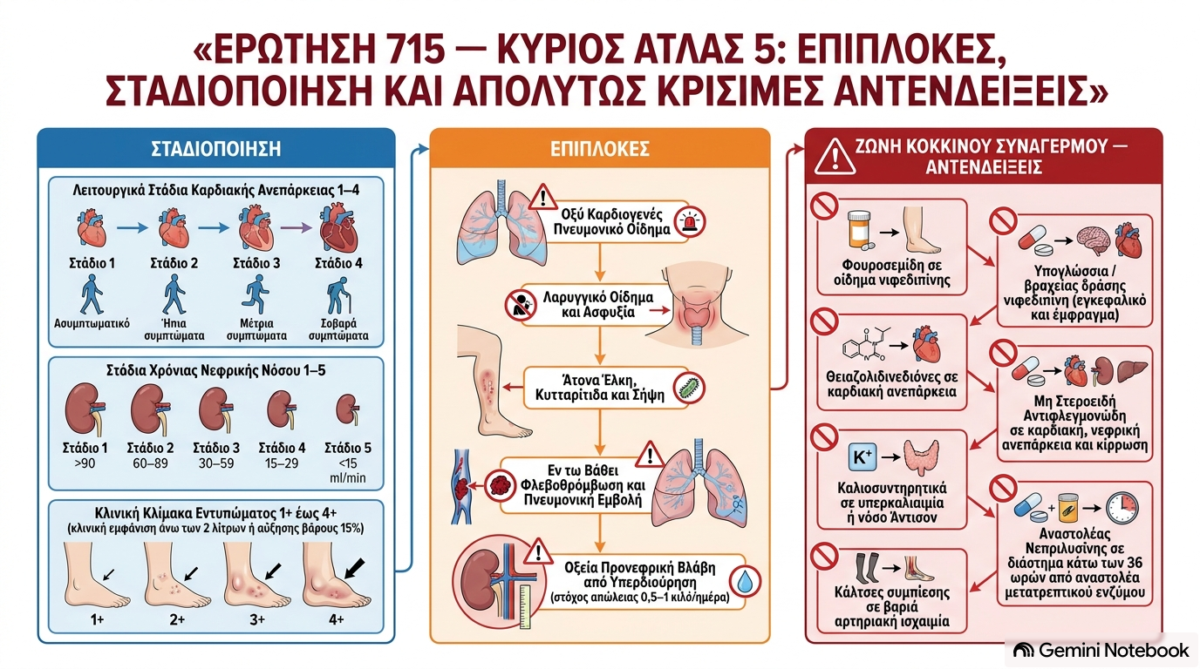 «ΕΡΩΤΗΣΗ 715 — ΚΥΡΙΟΣ ΑΤΛΑΣ 5: ΕΠΙΠΛΟΚΕΣ,
ΣΤΑΔΙΟΠΟΙΗΣΗ ΚΑΙ ΑΠΟΛΥΤΩΣ ΚΡΙΣΙΜΕΣ ΑΝΤΕΝΔΕΙΞΕΙΣ»
ΣΤΑΔΙΟΠΟΙΗΣΗ
Λειτουργικά Στάδια Καρδιακής Ανεπάρκειας 1–4
Στάδιο 1
Στάδιο 2
Στάδιο 3
Στάδιο 4
Ασυμπτωματικό
Ήπια
συμπτώματα
Μέτρια
συμπτωματα
Σοβαρά
συμπτώματα
Στάδια Χρόνιας Νεφρικής Νόσου 1–5
Στάδιο 1
>90
Στάδιο 2
60–89
Στάδιο 3
30–59
Στάδιο 4
15–29
Στάδιο 5
<15
ml/min
Κλινική Κλίμακα Εντυπώματος 1+ έως 4+
(κλινική εμφάνιση άνω των 2 λίτρων ή αύξησης βάρους 15%)
1+
2+
3+
4+
ΕΠΙΠΛΟΚΕΣ
Οξύ Καρδιογενές
Πνευμονικό Οίδημα
Λαρυγγικό Οίδημα
και Ασφυξία
Άτονα Έλκη,
Κυτταρίτιδα και Σήψη
Εν τω Βάθει
Φλεβοθρόμβωση και
Πνευμονική Εμβολή
Οξεία Προνεφρική Βλάβη
από Υπερδιούρηση
(στόχος απώλειας 0,5–1 κιλό/ημέρα)
ΖΩΝΗ ΚΟΚΚΙΝΟΥ ΣΥΝΑΓΕΡΜΟΥ —
ΑΝΤΕΝΔΕΙΞΕΙΣ
Φουροσεμίδη σε
οίδημα νιφεδιπίνης
Υπογλώσσια /
βραχείας δράσης
νιφεδιπίνη (εγκεφαλικό
και έμφραγμα)
Θειαζολιδινεδιόνες σε
καρδιακή ανεπάρκεια
Μη Στεροειδή
Αντιφλεγμονώδη
σε καρδιακή, νεφρική
ανεπάρκεια και κίρρωση
K+
Καλιοσυντηρητικά
σε υπερκαλιαιμία
ή νόσο Άντισον
Αναστολέας
Νεπριλυσίνης σε
διάστημα κάτω των 36
ωρών από αναστολέα
μετατρεπτικού ενζύμου
Κάλτσες συμπίεσης
σε βαριά
αρτηριακή ισχαιμία
Gemini Notebook